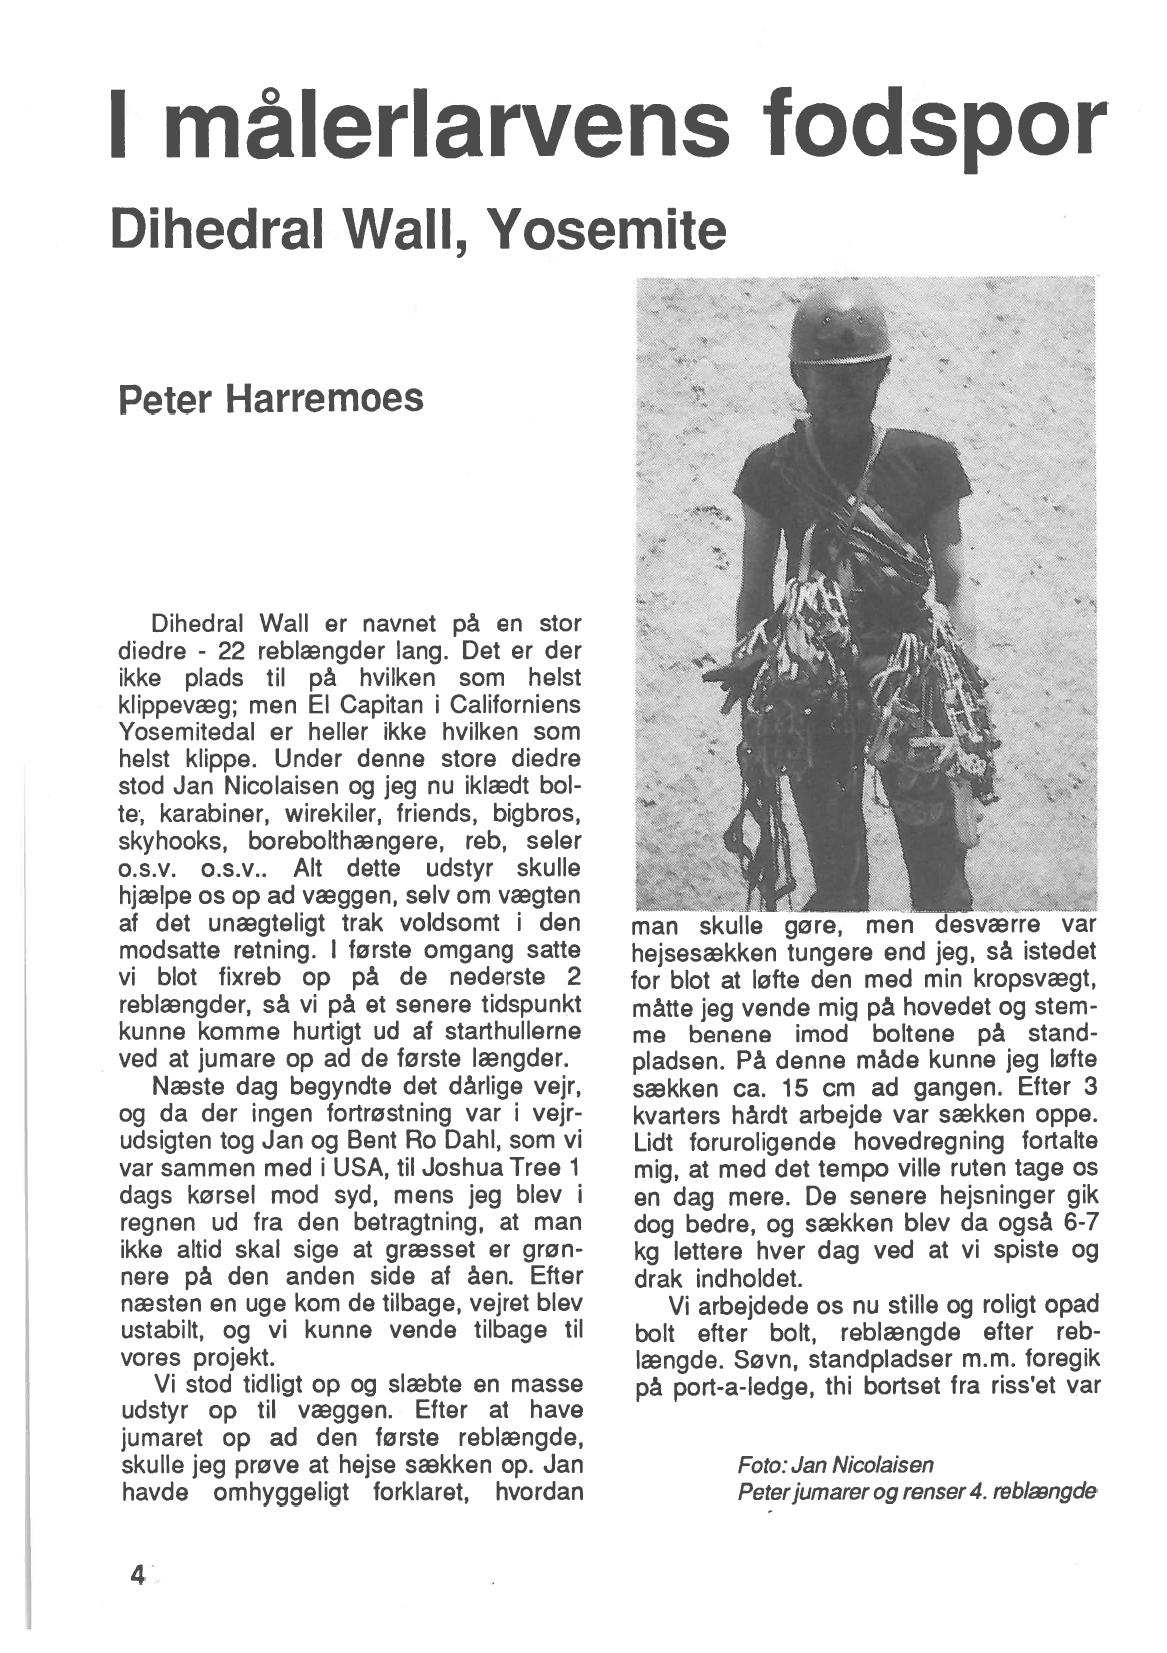 I målerlarvens fodspor
Dihedral Wall, Yosemite
Peter Harremoes
Dihedral Wall er navnet på en stor
diedre - 22 reblængder lang. Det er der
ikke plads til på hvilken som helst
klippevæg; men El Capitan i Californiens
Yosemitedal er heller ikke hvilken som
helst klippe. Under denne store diedre
stod Jan Nicolaisen og jeg nu iklædt bol-
te, karabiner, wirekiler, friends, bigbros,
skyhooks, borebolthængere, reb, seler
o.s.v. o.s.v.. Alt dette udstyr skulle
hjælpe os op ad væggen, selv om vægten
af det unægteligt trak voldsomt i den
modsatte retning. I første omgang satte
vi blot fixreb op på de nederste 2
reblængder, så vi på et senere tidspunkt
kunne komme hurtigt ud af starthullerne
ved at jumare op ad de første længder.
Næste dag begyndte det dårlige vejr,
og da der ingen fortrøstning var i vejr-
udsigten tog Jan og Bent Ro Dahl, som vi
var sammen med i USA, til Joshua Tree 1
dags kørsel mod syd, mens jeg blev i
regnen ud fra den betragtning, at man
ikke altid skal sige at græsset er grøn-
nere på den anden side af åen. Efter
næsten en uge kom de tilbage, vejret blev
ustabilt, og vi kunne vende tilbage til
vores projekt.
Vi stod tidligt op og slæbte en masse
udstyr op til væggen. Efter at have
jumaret op ad den første reblængde,
skulle jeg prøve at hejse sækken op. Jan
havde omhyggeligt forklaret, hvordan
man skulle gøre, men desværre var
hejsesækken tungere end jeg, så istedet
for blot at løfte den med min kropsvægt,
måtte jeg vende mig på hovedet og stem-
me benene imod boltene på stand-
pladsen. På denne måde kunne jeg løfte
sækken ca. 15 cm ad gangen. Efter 3
kvarters hårdt arbejde var sækken oppe.
Lidt foruroligende hovedregning fortalte
mig, at med det tempo ville ruten tage os
en dag mere. De senere hejsninger gik
dog bedre, og sækken blev da også 6-7
kg lettere hver dag ved at vi spiste og
drak indholdet.
Vi arbejdede os nu stille og roligt opad
bolt efter bolt, reblængde efter reb-
længde. Søvn, standpladser m.m. foregik
på port-a-ledge, thi bortset fra riss'et var
Foto: Jan Nicolaisen
Peter jumarer og renser 4. reblængde
4